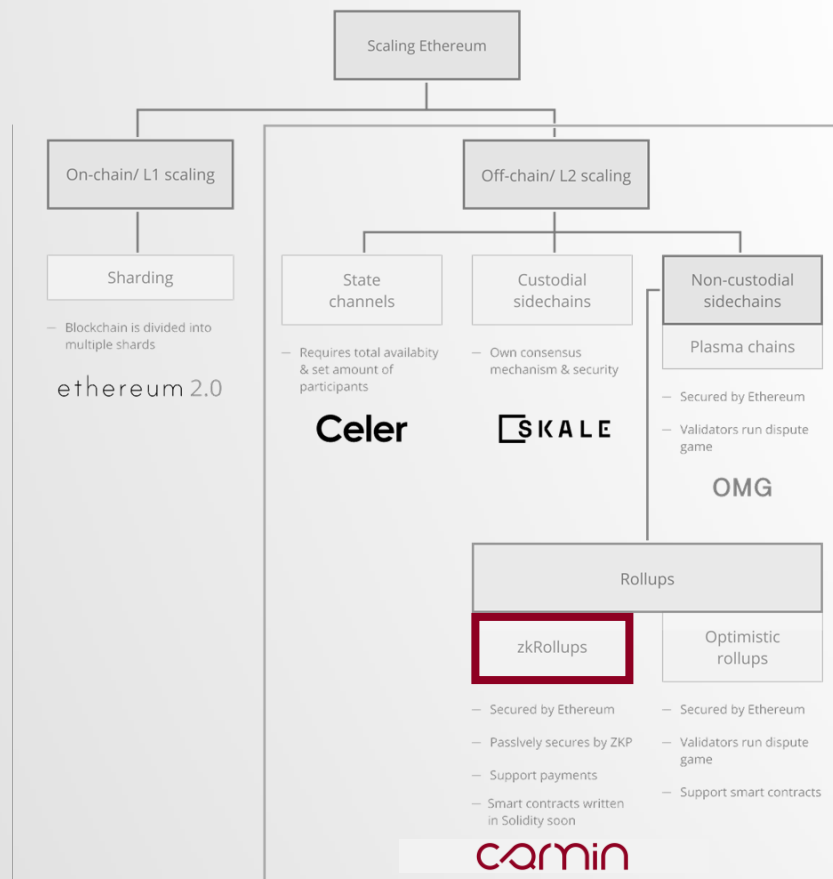 Scaling Ethereum
On-chain/ L1 scaling
Off-chain/ L2 scaling
Sharding
— Blockchain is divided into
multiple shards
ethereum 2.0
State
channels
— Requires total availabity
& set amount of
participants
Celer
Custodial
sidechains
— Own consensus
mechanism & security
SKALE
Non-custodial
sidechains
Plasma chains
— Secured by Ethereum
— Validators run dispute
game
OMG
Rollups
zkRollups
— Secured by Ethereum
— Passively secures by ZKP
— Support payments
— Smart contracts written
in Solidity soon
carmin
Optimistic
rollups
— Secured by Ethereum
— Validators run dispute
game
— Support smart contracts